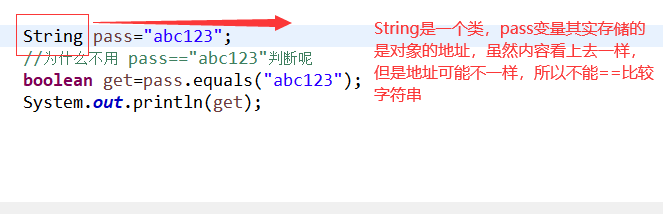 String pass="abc123";
//为什么不用 pass=="abc123"判断呢
boolean get=pass.equals("abc123");
System.out.println(get);
String是一个类，pass变量其实存储的
是对象的地址，虽然内容看上去一样，
但是地址可能不一样，所以不能==比较
字符串